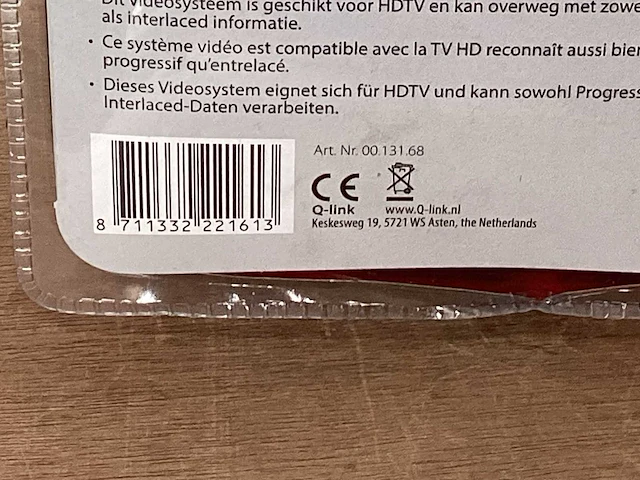 Dit videosysteem is geschikt voor HDTV en kan overweg met
als interlaced informatie.
• Ce système vidéo est compatible avec la TV HD reconnaît aussi
progressif qu'entrelacé.
• Dieses Videosystem eignet sich für HDTV und kann sowohl
Interlaced-Daten verarbeiten.
Art. Nr. 00.131.68
CE
Q-link www.Q-link.nl
Keskesweg 19, 5721 WS Asten, the Netherlands
8 711332 221613